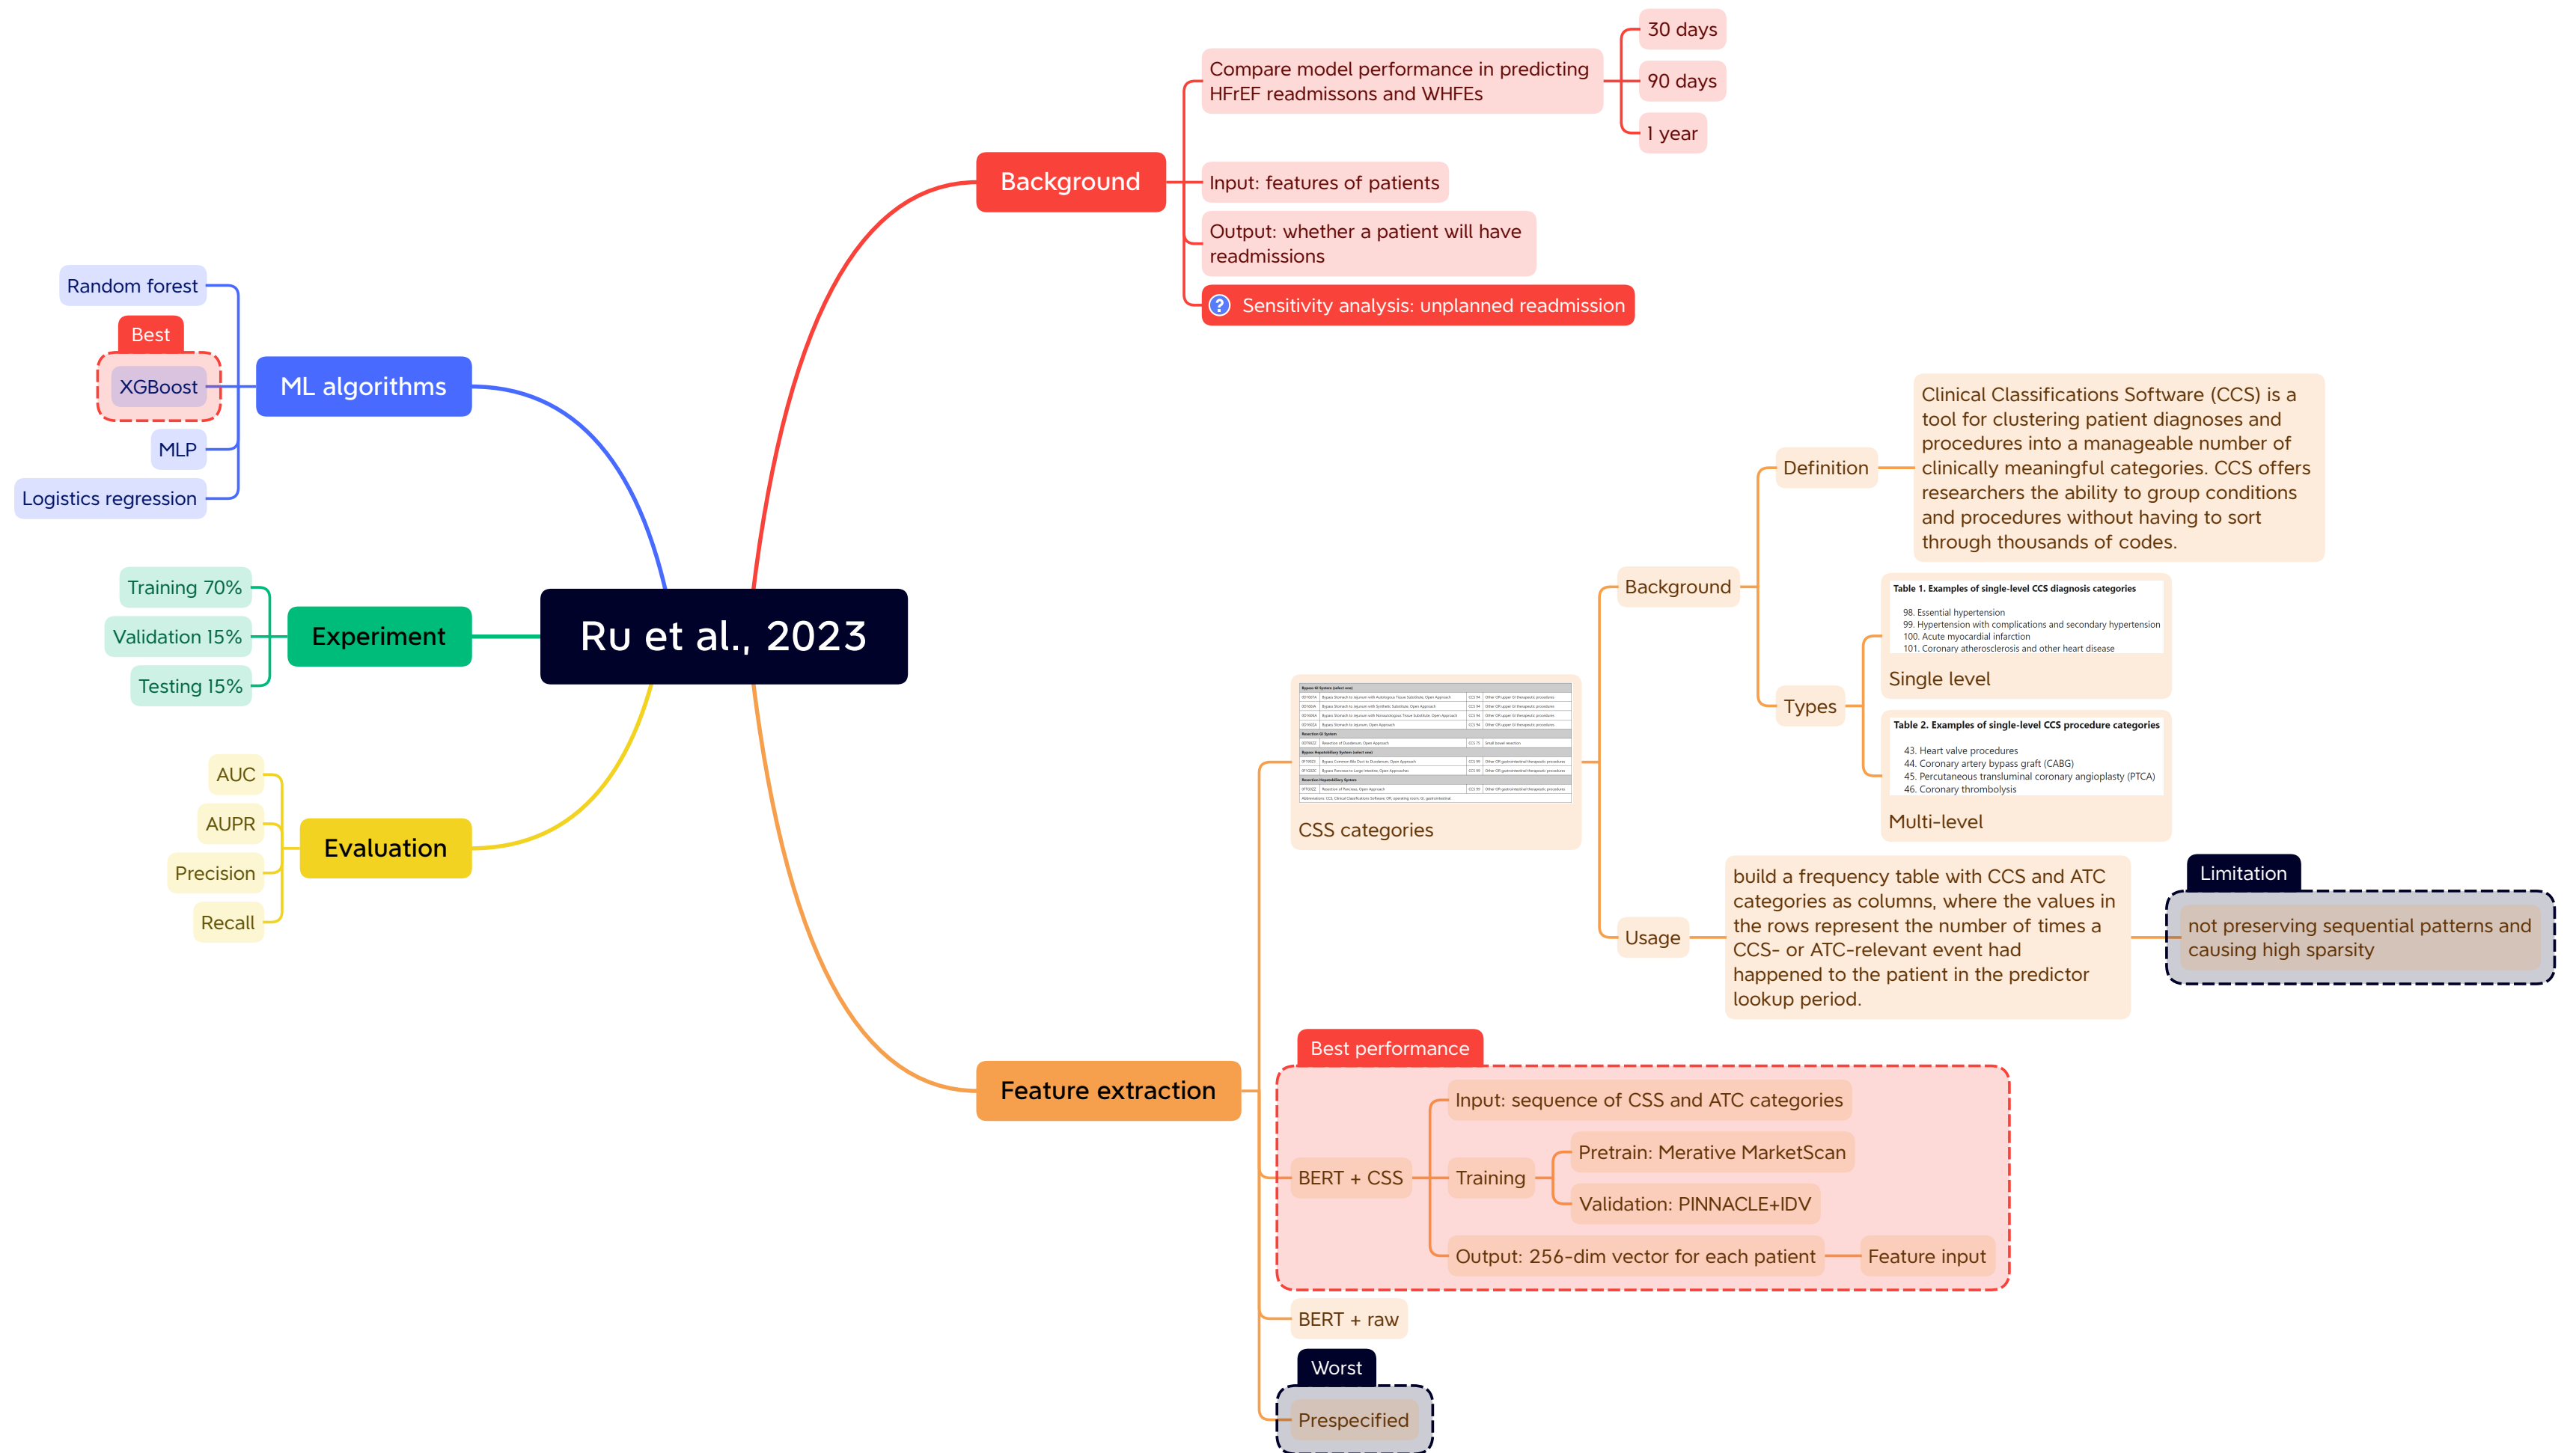 Ru et al., 2023
Background
Compare model performance in predicting
HFrEF readmissons and WHFEs
30 days
90 days
1 year
Input: features of patients
Output: whether a patient will have
readmissions
Sensitivity analysis: unplanned readmission
Feature extraction
CSS categories
Background
Definition
Clinical Classifications Software (CCS) is a
tool for clustering patient diagnoses and
procedures into a manageable number of
clinically meaningful categories. CCS offers
researchers the ability to group conditions
and procedures without having to sort
through thousands of codes.
Types
Table 1. Examples of single-level CCS diagnosis categories
98. Essential hypertension
99. Hypertension with complications and secondary hypertension
100. Acute myocardial infarction
101. Coronary atherosclerosis and other heart disease
Single level
Table 2. Examples of single-level CCS procedure categories
43. Heart valve procedures
44. Coronary artery bypass graft (CABG)
45. Percutaneous transluminal coronary angioplasty (PTCA)
46. Coronary thrombolysis
Multi-level
Usage
build a frequency table with CCS and ATC
categories as columns, where the values in
the rows represent the number of times a
CCS- or ATC-relevant event had
happened to the patient in the predictor
lookup period.
Limitation
not preserving sequential patterns and
causing high sparsity
Best performance
BERT + CSS
Input: sequence of CSS and ATC categories
Training
Pretrain: Merative MarketScan
Validation: PINNACLE+IDV
Output: 256-dim vector for each patient
Feature input
BERT + raw
Worst
Prespecified
ML algorithms
Random forest
Best
XGBoost
MLP
Logistics regression
Experiment
Training 70%
Validation 15%
Testing 15%
Evaluation
AUC
AUPR
Precision
Recall